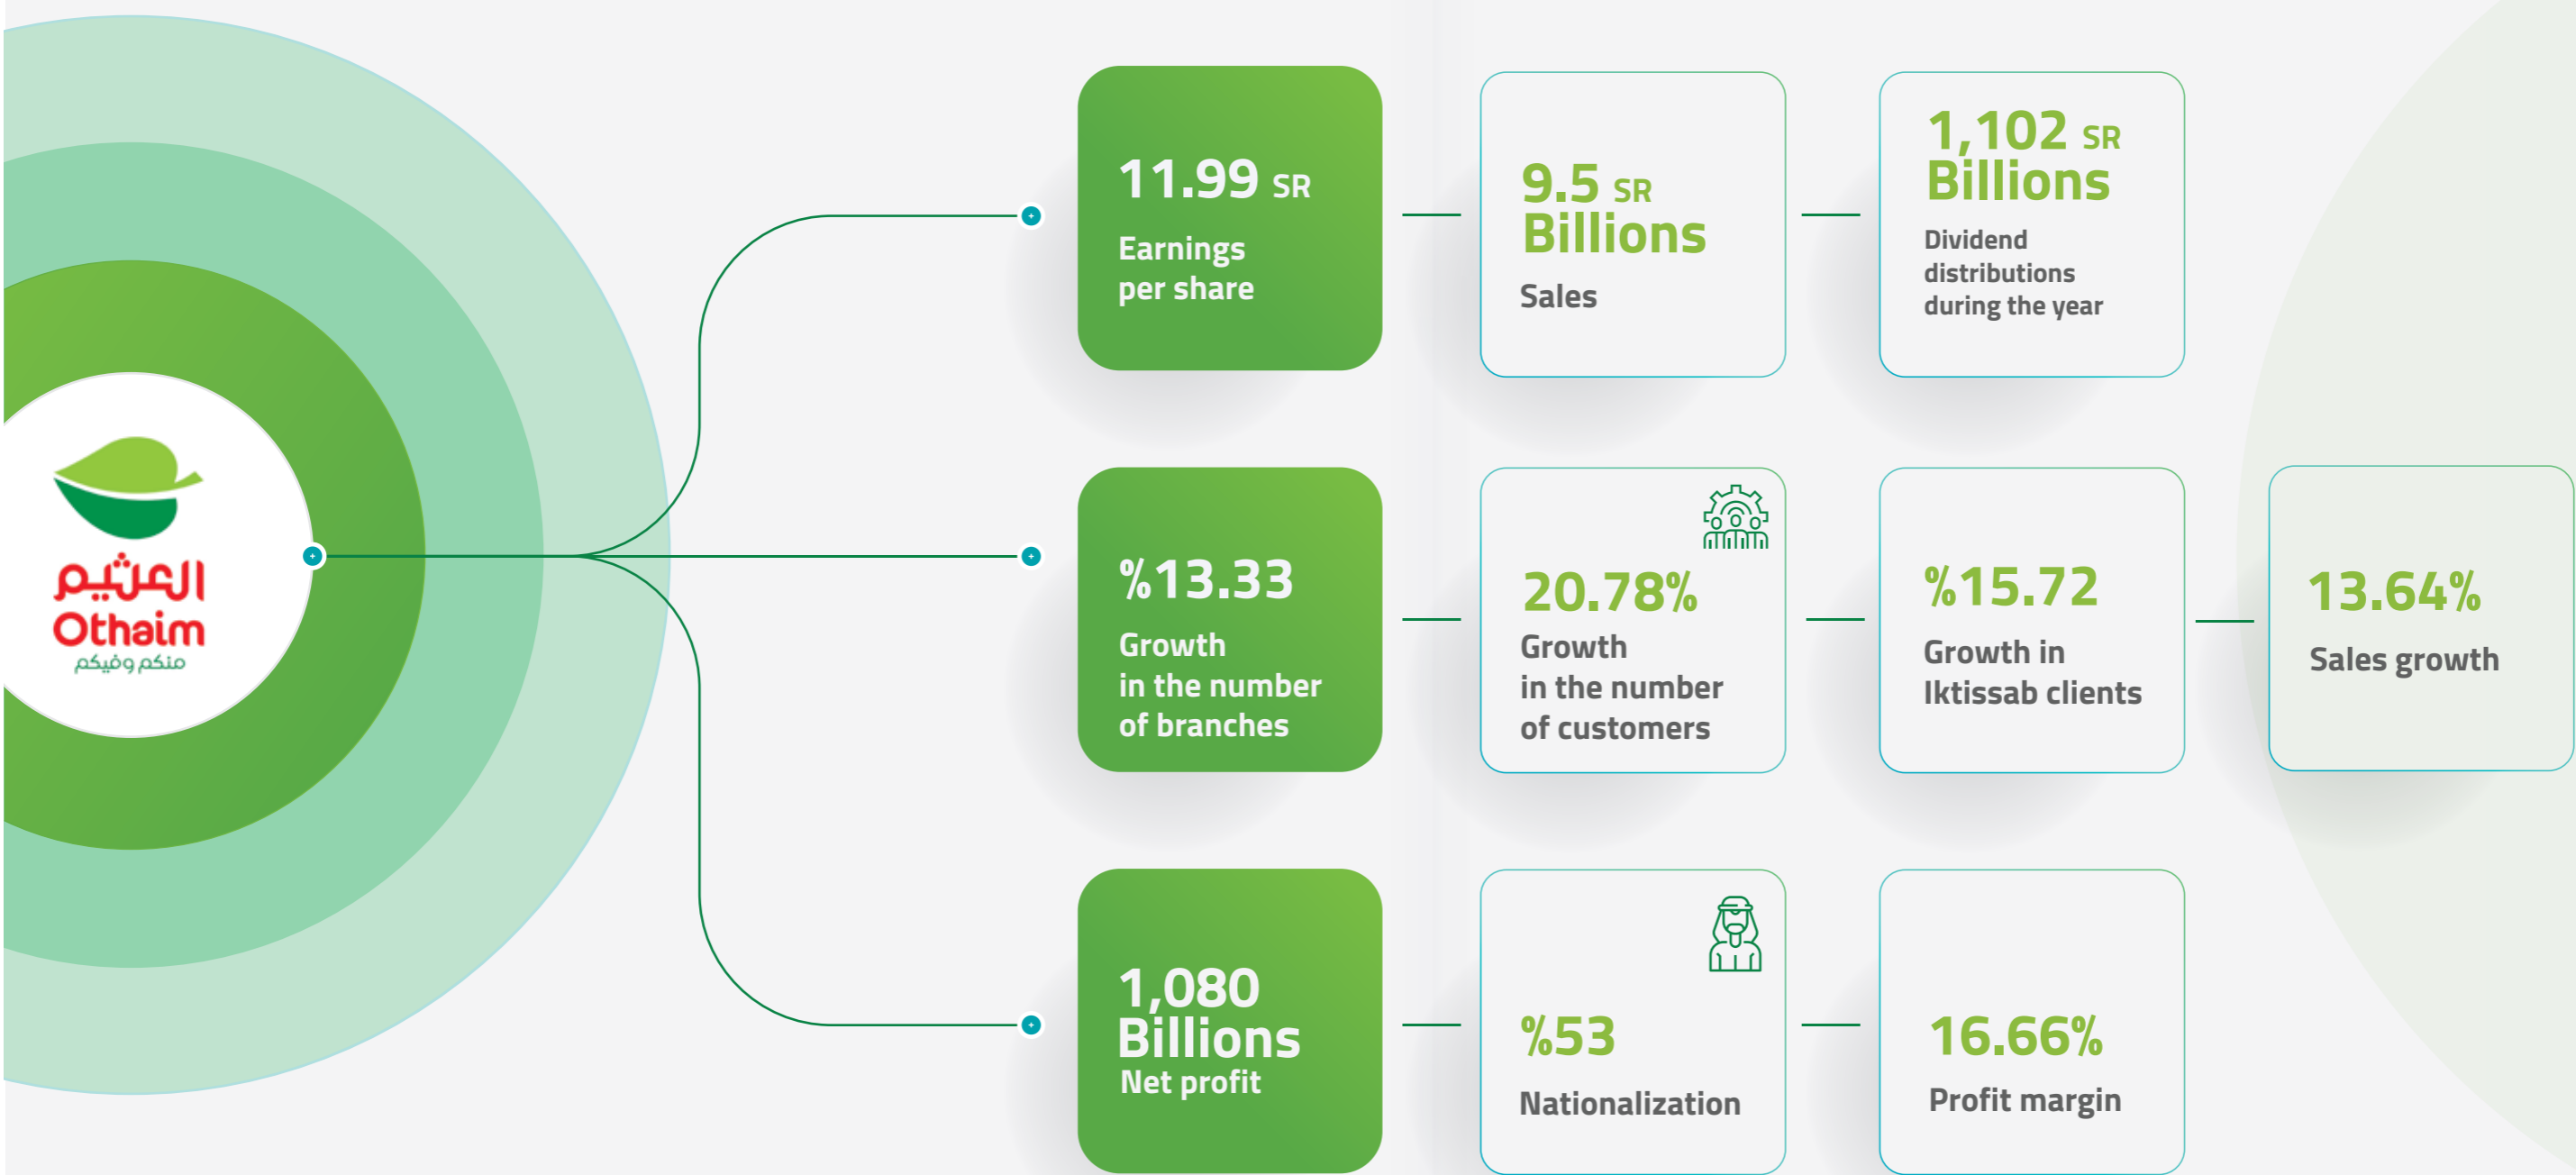 العثيم
Othaim
منكم وفيكم
11.99 SR
Earnings
per share
9.5 SR
Billions
Sales
1,102 SR
Billions
Dividend
distributions
during the year
%13.33
Growth
in the number
of branches
20.78%
Growth
in the number
of customers
%15.72
Growth in
Iktissab clients
13.64%
Sales growth
1,080
Billions
Net profit
%53
Nationalization
16.66%
Profit margin